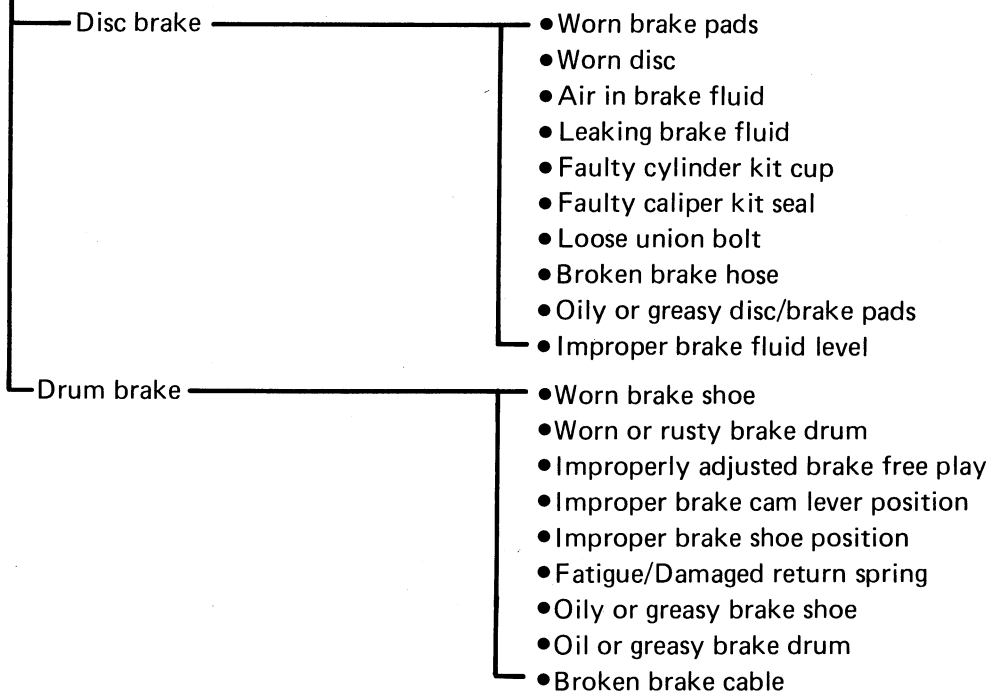 Disc brake
● Worn brake pads
● Worn disc
● Air in brake fluid
● Leaking brake fluid
● Faulty cylinder kit cup
● Faulty caliper kit seal
● Loose union bolt
● Broken brake hose
● Oily or greasy disc/brake pads
● Improper brake fluid level
Drum brake
● Worn brake shoe
● Worn or rusty brake drum
● Improperly adjusted brake free play
● Improper brake cam lever position
● Improper brake shoe position
● Fatigue/Damaged return spring
● Oily or greasy brake shoe
● Oil or greasy brake drum
● Broken brake cable